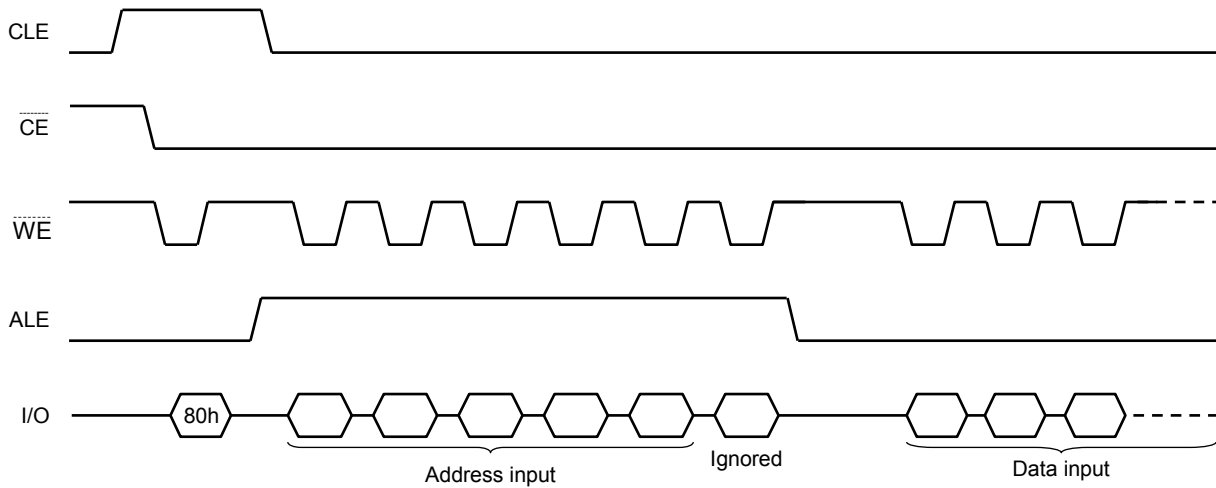 CLE
CE
WE
ALE
I/O
80h
Address input
Ignored
Data input